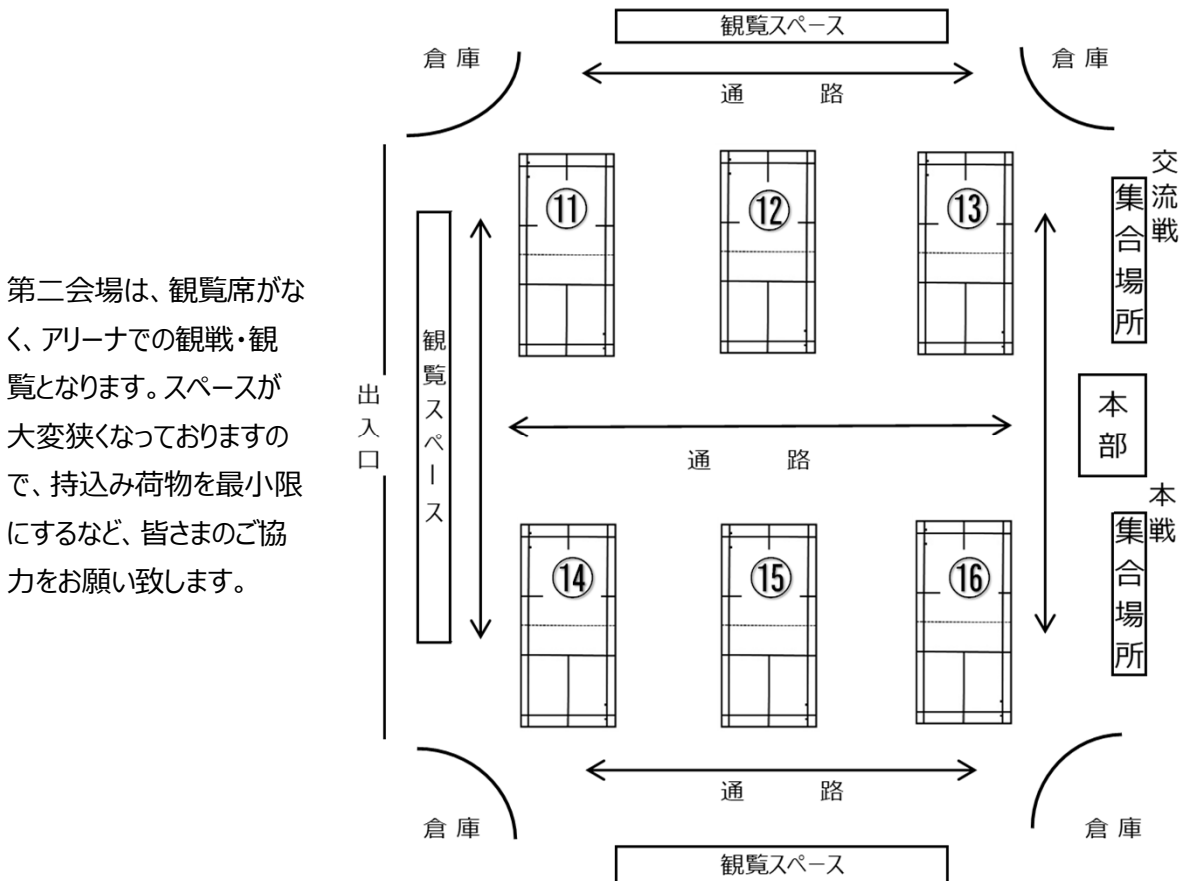 観覧スペース
倉庫
倉庫
通路
⑪
⑫
⑬
交流戦
集合場所
第二会場は、観覧席がな
く、アリーナでの観戦・観
覧となります。スペースが
大変狭くなっておりますの
で、持込み荷物を最小限
にするなど、皆さまのご協
力をお願い致します。
出入口
観覧スペース
通路
本部
本戦
集合場所
⑭
⑮
⑯
通路
倉庫
倉庫
観覧スペース